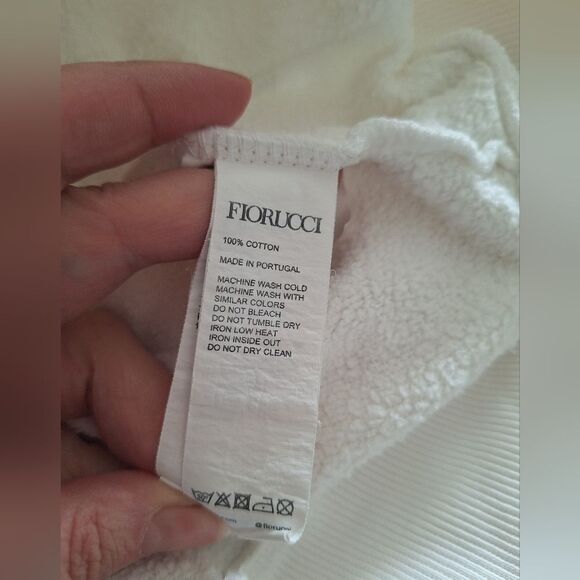 FIORUCCI
100% COTTON
MADE IN PORTUGAL
MACHINE WASH COLD
MACHINE WASH WITH
SIMILAR COLORS
DO NOT BLEACH
DO NOT TUMBLE DRY
IRON LOW HEAT
IRON INSIDE OUT
DO NOT DRY CLEAN